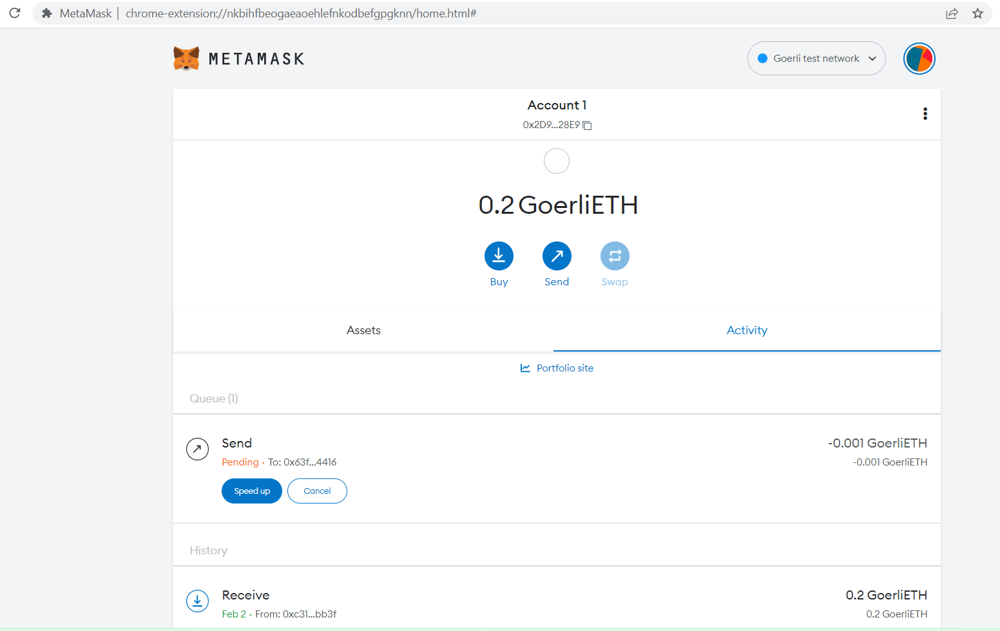 MetaMask | chrome-extension://nkbihfbeogaeaoehlefnkodbefgpgknn/home.html#
METAMASK
Goerli test network
Account 1
0x2D9...28E9
0.2 GoerliETH
Buy Send Swap
Assets Activity
Portfolio site
Queue (1)
Send -0.001 GoerliETH
Pending · To: 0x63f...4416 -0.001 GoerliETH
Speed up Cancel
History
Receive 0.2 GoerliETH
Feb 2 · From: 0xc31...bb3f 0.2 GoerliETH